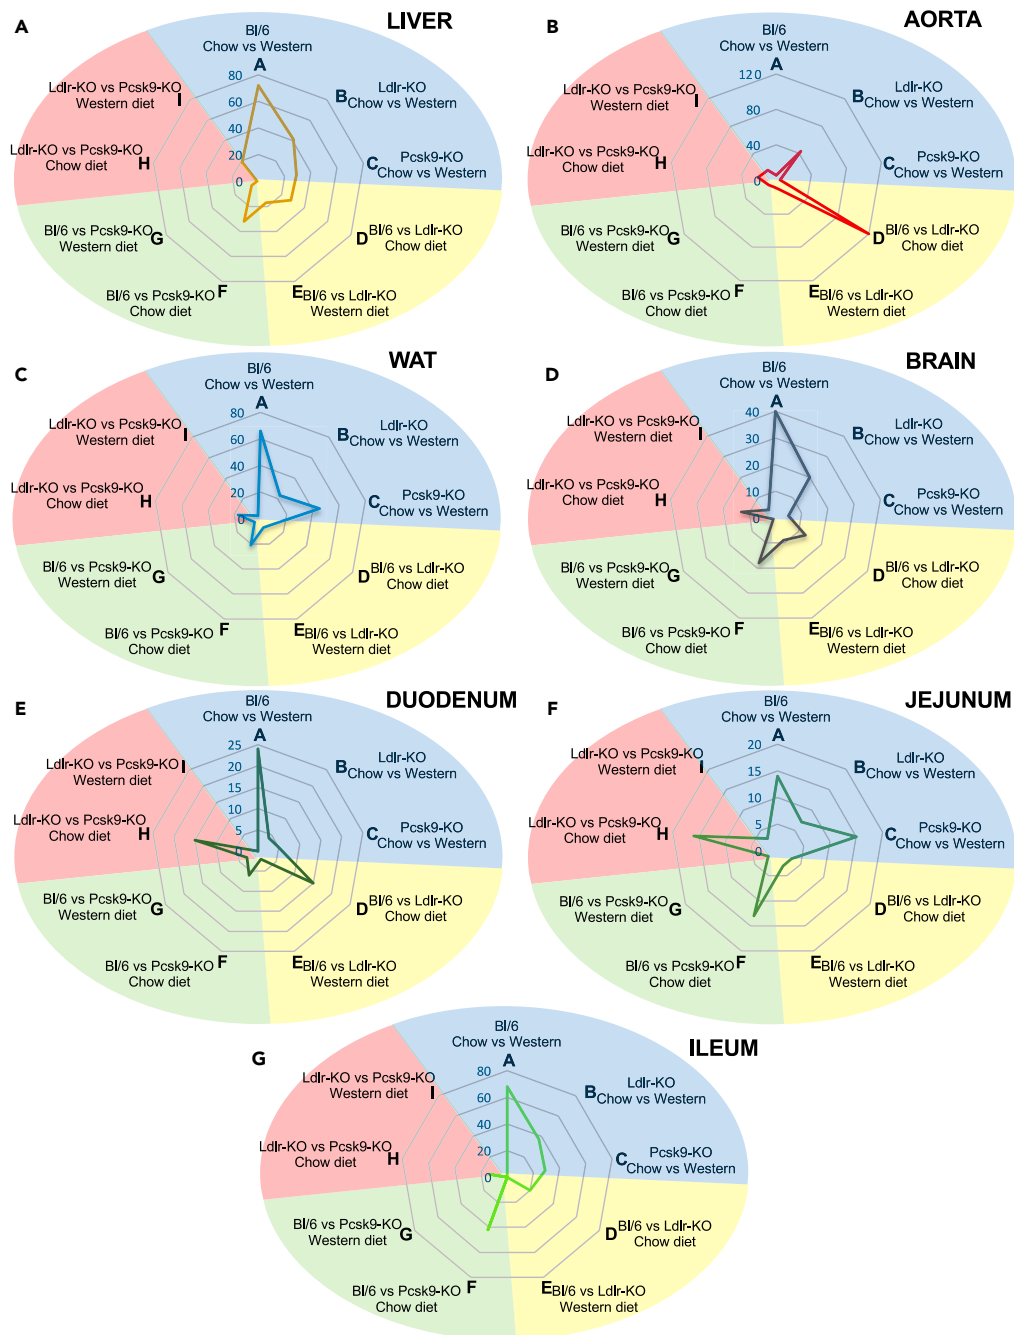 A
LIVER
Bl/6
Chow vs Western
A
80
60
40
20
0
Ldlr-KO
B Chow vs Western
Pcsk9-KO
C Chow vs Western
D Bl/6 vs Ldlr-KO
Chow diet
E Bl/6 vs Ldlr-KO
Western diet
Bl/6 vs Pcsk9-KO F
Chow diet
Bl/6 vs Pcsk9-KO G
Western diet
Ldlr-KO vs Pcsk9-KO H
Chow diet
Ldlr-KO vs Pcsk9-KO I
Western diet
B
AORTA
Bl/6
Chow vs Western
A
120
80
40
0
Ldlr-KO
B Chow vs Western
Pcsk9-KO
C Chow vs Western
D Bl/6 vs Ldlr-KO
Chow diet
E Bl/6 vs Ldlr-KO
Western diet
Bl/6 vs Pcsk9-KO F
Chow diet
Bl/6 vs Pcsk9-KO G
Western diet
Ldlr-KO vs Pcsk9-KO H
Chow diet
Ldlr-KO vs Pcsk9-KO I
Western diet
C
WAT
Bl/6
Chow vs Western
A
80
60
40
20
0
Ldlr-KO
B Chow vs Western
Pcsk9-KO
C Chow vs Western
D Bl/6 vs Ldlr-KO
Chow diet
E Bl/6 vs Ldlr-KO
Western diet
Bl/6 vs Pcsk9-KO F
Chow diet
Bl/6 vs Pcsk9-KO G
Western diet
Ldlr-KO vs Pcsk9-KO H
Chow diet
Ldlr-KO vs Pcsk9-KO I
Western diet
D
BRAIN
Bl/6
Chow vs Western
A
40
30
20
10
0
Ldlr-KO
B Chow vs Western
Pcsk9-KO
C Chow vs Western
D Bl/6 vs Ldlr-KO
Chow diet
E Bl/6 vs Ldlr-KO
Western diet
Bl/6 vs Pcsk9-KO F
Chow diet
Bl/6 vs Pcsk9-KO G
Western diet
Ldlr-KO vs Pcsk9-KO H
Chow diet
Ldlr-KO vs Pcsk9-KO I
Western diet
E
DUODENUM
Bl/6
Chow vs Western
A
25
20
15
10
5
0
Ldlr-KO
B Chow vs Western
Pcsk9-KO
C Chow vs Western
D Bl/6 vs Ldlr-KO
Chow diet
E Bl/6 vs Ldlr-KO
Western diet
Bl/6 vs Pcsk9-KO F
Chow diet
Bl/6 vs Pcsk9-KO G
Western diet
Ldlr-KO vs Pcsk9-KO H
Chow diet
Ldlr-KO vs Pcsk9-KO I
Western diet
F
JEJUNUM
Bl/6
Chow vs Western
A
20
15
10
5
0
Ldlr-KO
B Chow vs Western
Pcsk9-KO
C Chow vs Western
D Bl/6 vs Ldlr-KO
Chow diet
E Bl/6 vs Ldlr-KO
Western diet
Bl/6 vs Pcsk9-KO F
Chow diet
Bl/6 vs Pcsk9-KO G
Western diet
Ldlr-KO vs Pcsk9-KO H
Chow diet
Ldlr-KO vs Pcsk9-KO I
Western diet
G
ILEUM
Bl/6
Chow vs Western
A
80
60
40
20
0
Ldlr-KO
B Chow vs Western
Pcsk9-KO
C Chow vs Western
D Bl/6 vs Ldlr-KO
Chow diet
E Bl/6 vs Ldlr-KO
Western diet
Bl/6 vs Pcsk9-KO F
Chow diet
Bl/6 vs Pcsk9-KO G
Western diet
Ldlr-KO vs Pcsk9-KO H
Chow diet
Ldlr-KO vs Pcsk9-KO I
Western diet